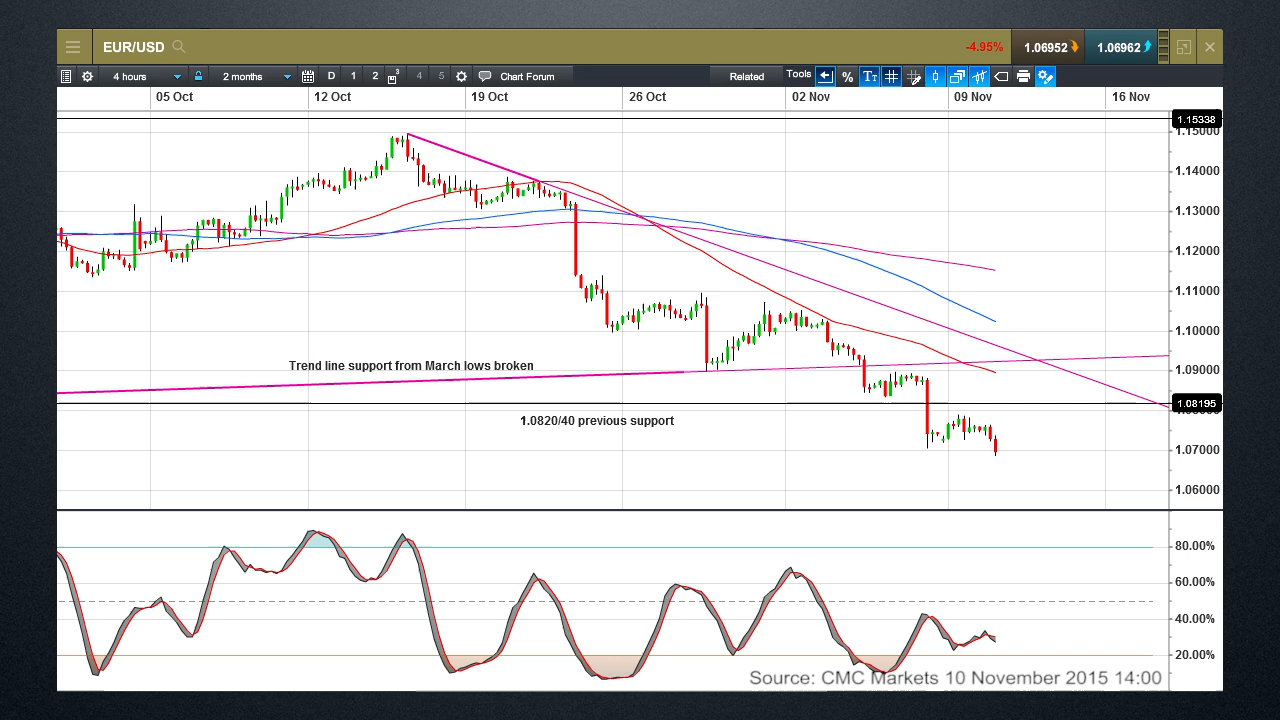 EUR/USD
-4.95% 1.06952 1.06962
4 hours 2 months D 1 2 3 4 5 Chart Forum Related Tools % TT
05 Oct 12 Oct 19 Oct 26 Oct 02 Nov 09 Nov 16 Nov
1.15338
1.15000
1.14000
1.13000
1.12000
1.11000
1.10000
Trend line support from March lows broken
1.09000
1.08195
1.08000
1.0820/40 previous support
1.07000
1.06000
80.00%
60.00%
40.00%
20.00%
Source: CMC Markets 10 November 2015 14:00